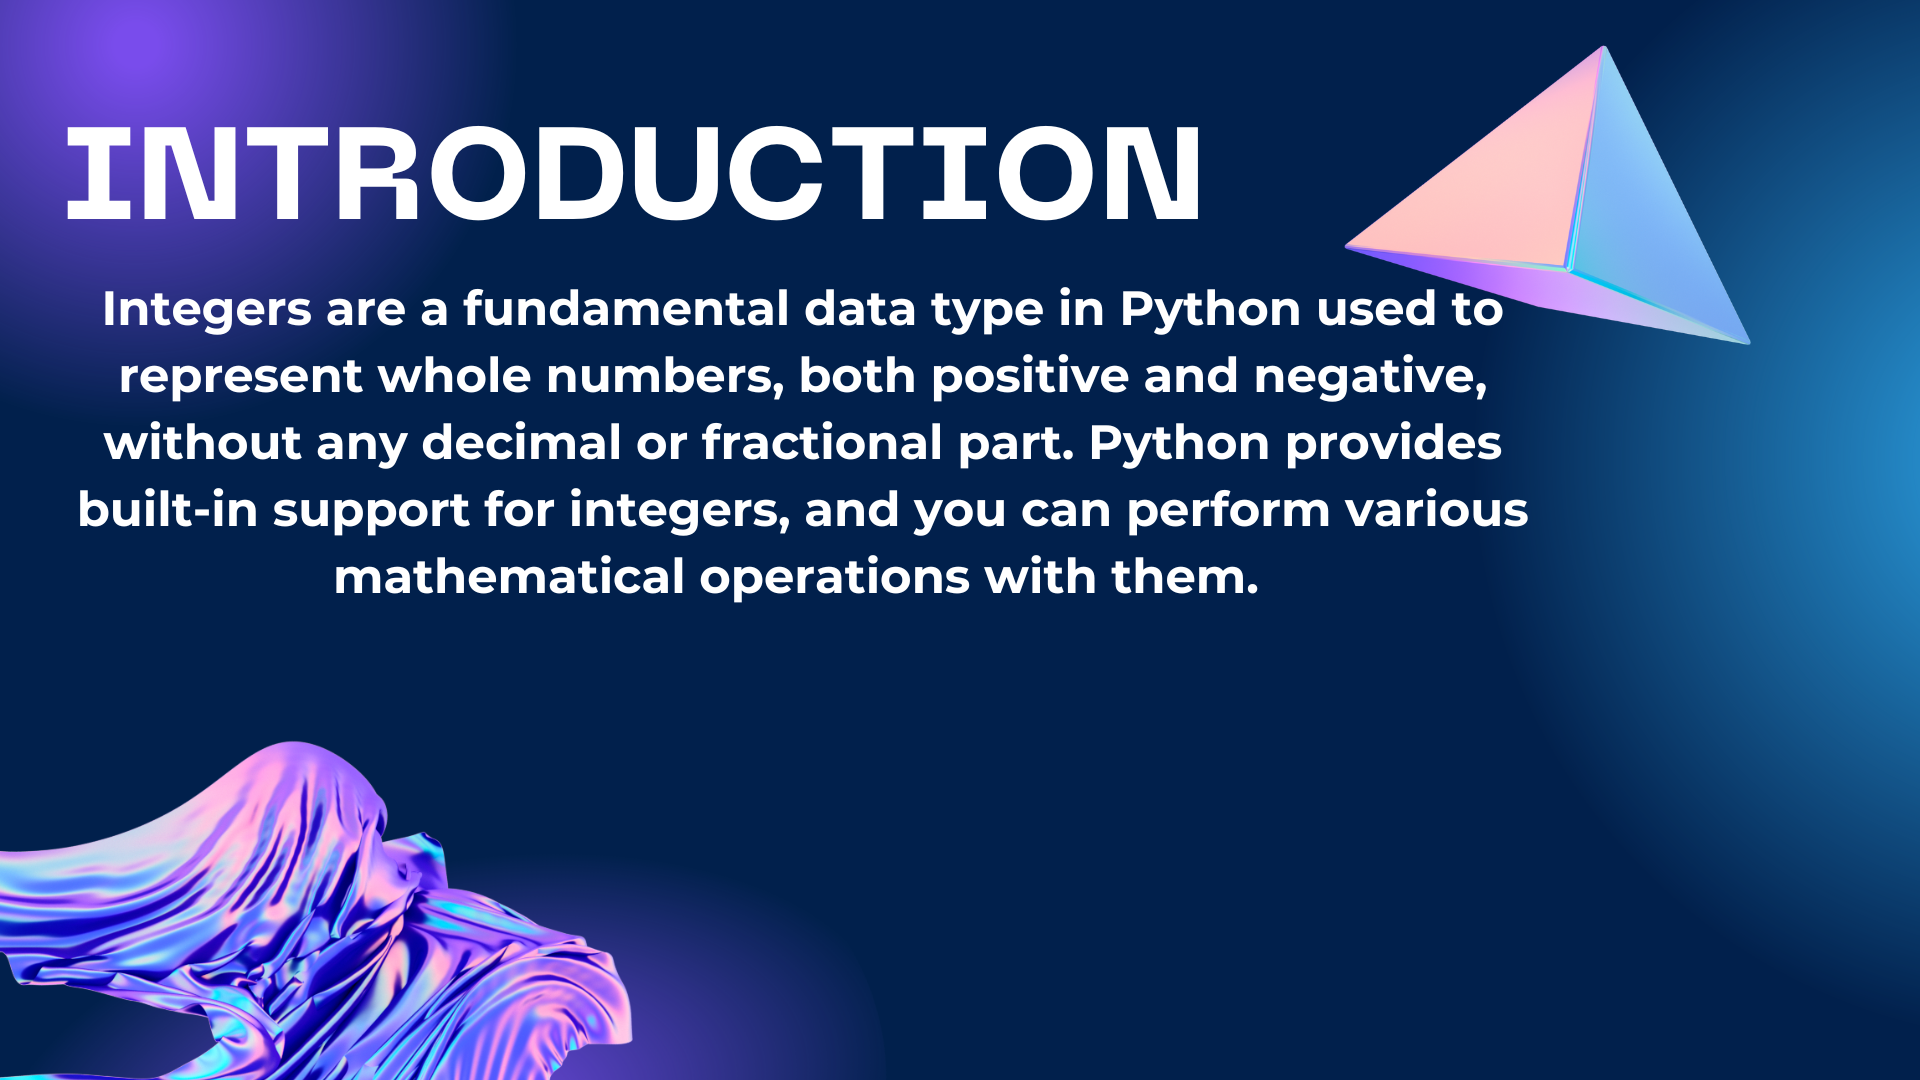 INTRODUCTION
Integers are a fundamental data type in Python used to
represent whole numbers, both positive and negative,
without any decimal or fractional part. Python provides
built-in support for integers, and you can perform various
mathematical operations with them.